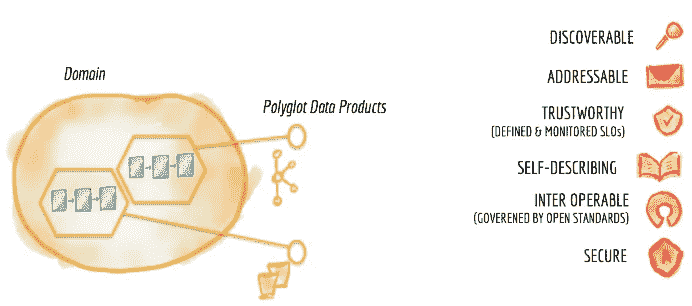 Domain
Polyglot Data Products
DISCOVERABLE
ADDRESSABLE
TRUSTWORTHY
(DEFINED & MONITORED SLOs)
SELF-DESCRIBING
INTER OPERABLE
(GOVERENED BY OPEN STANDARDS)
SECURE